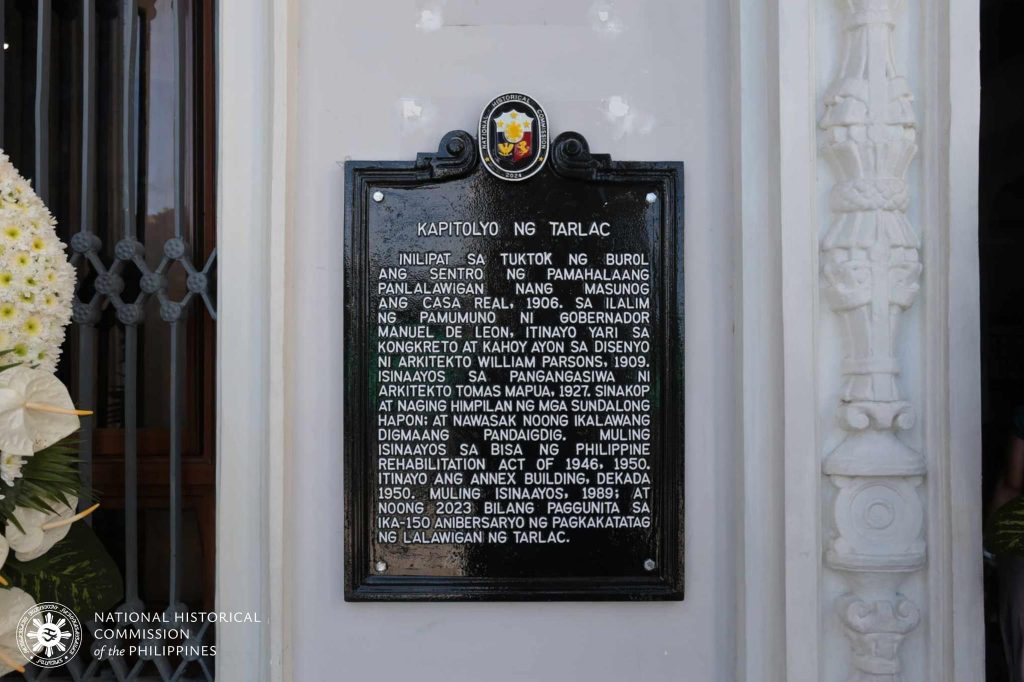 NATIONAL HISTORICAL COMMISSION
2024
KAPITOLYO NG TARLAC
INILIPAT SA TUKTOK NG BUROL
ANG SENTRO NG PAMAHALAANG
PANLALAWIGAN NANG MASUNOG
ANG CASA REAL, 1906. SA ILALIM
NG PAMUMUNO NI GOBERNADOR
MANUEL DE LEON, ITINAYO YARI SA
KONGKRETO AT KAHOY AYON SA DISENYO
NI ARKITEKTO WILLIAM PARSONS, 1909.
ISINAAYOS SA PANGANGASIWA NI
ARKITEKTO TOMAS MAPUA, 1927. SINAKOP
AT NAGING HIMPILAN NG MGA SUNDALONG
HAPON; AT NAWASAK NOONG IKALAWANG
DIGMAANG PANDAIGDIG. MULING
ISINAAYOS SA BISA NG PHILIPPINE
REHABILITATION ACT OF 1946, 1950.
ITINAYO ANG ANNEX BUILDING, DEKADA
1950. MULING ISINAAYOS, 1989; AT
NOONG 2023 BILANG PAGGUNITA SA
IKA-150 ANIBERSARYO NG PAGKAKATATAG
NG LALAWIGAN NG TARLAC.
NATIONAL HISTORICAL
COMMISSION
of the PHILIPPINES